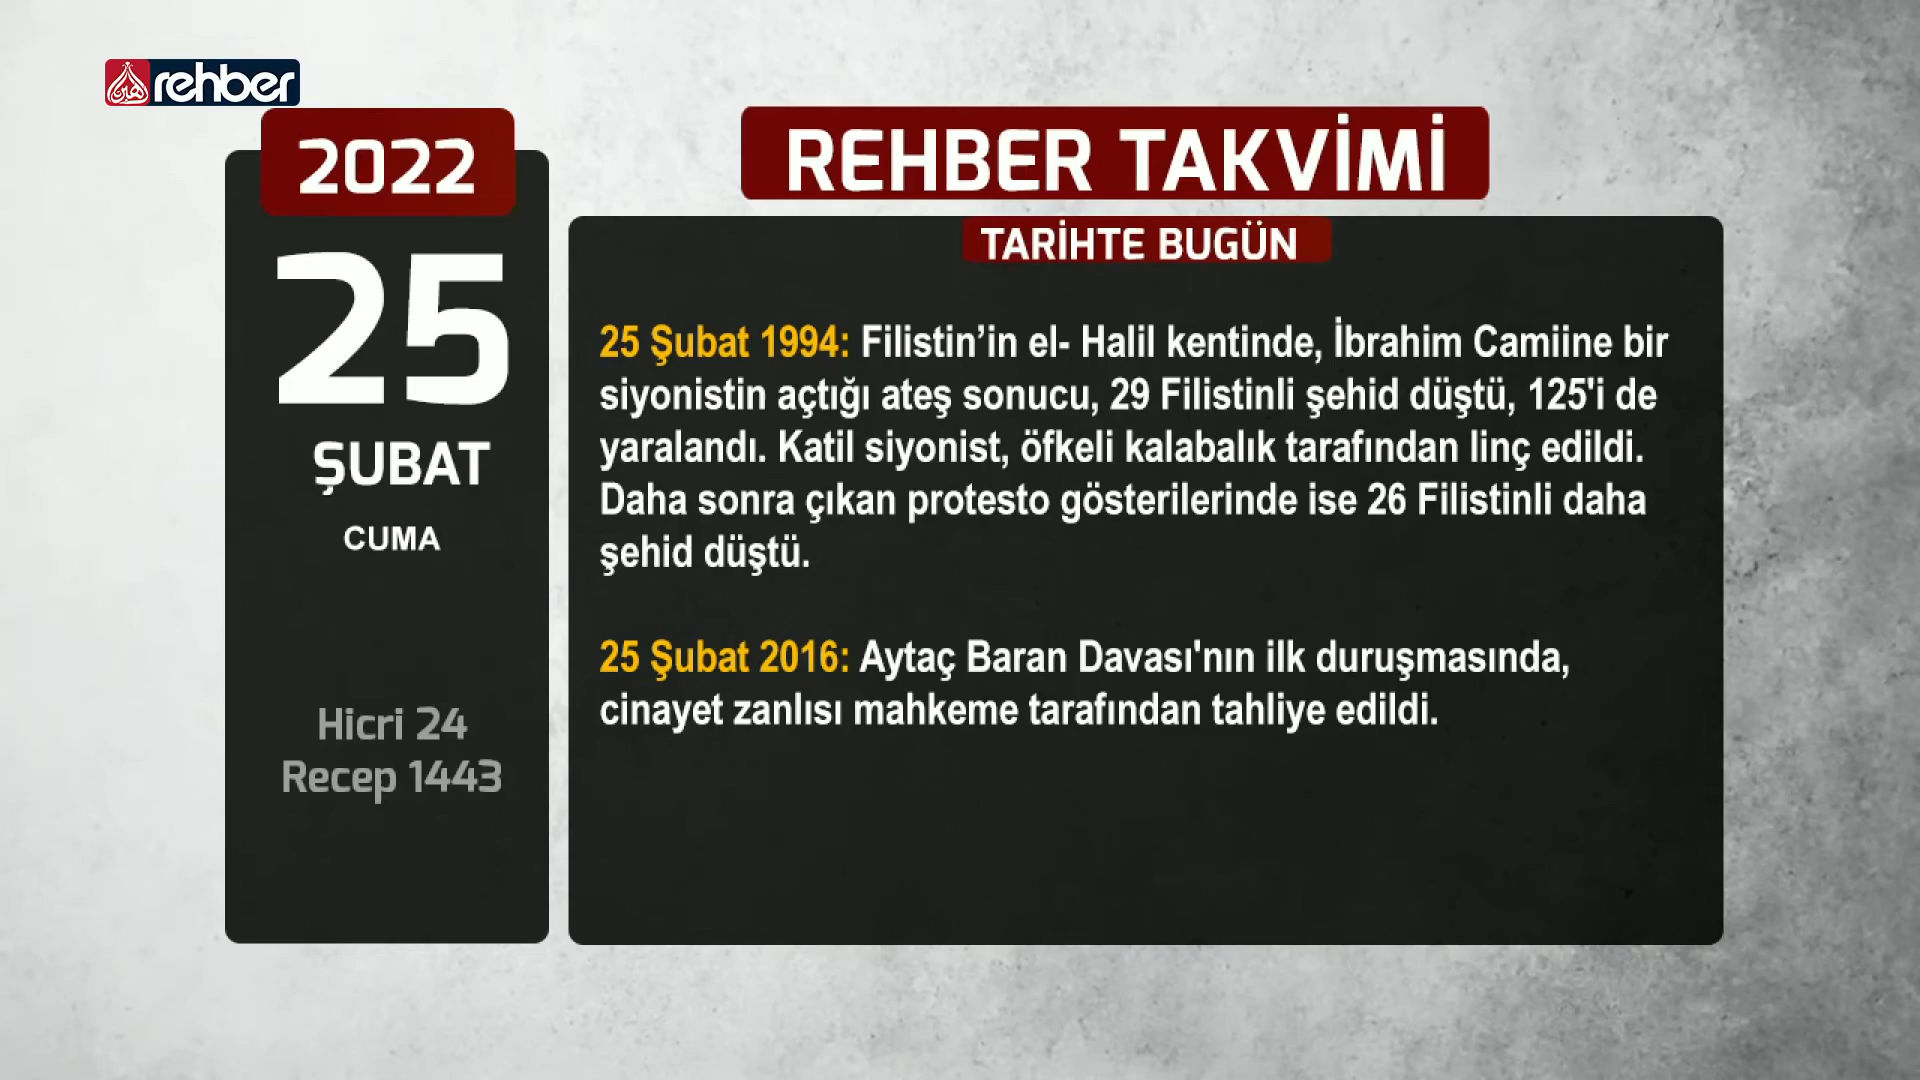 rehber
2022
25
ŞUBAT
CUMA
Hicri 24
Recep 1443
REHBER TAKVİMİ
TARİHTE BUGÜN
25 Şubat 1994: Filistin’in el- Halil kentinde, İbrahim Camiine bir
siyonistin açtığı ateş sonucu, 29 Filistinli şehid düştü, 125'i de
yaralandı. Katil siyonist, öfkeli kalabalık tarafından linç edildi.
Daha sonra çıkan protesto gösterilerinde ise 26 Filistinli daha
şehid düştü.
25 Şubat 2016: Aytaç Baran Davası'nın ilk duruşmasında,
cinayet zanlısı mahkeme tarafından tahliye edildi.